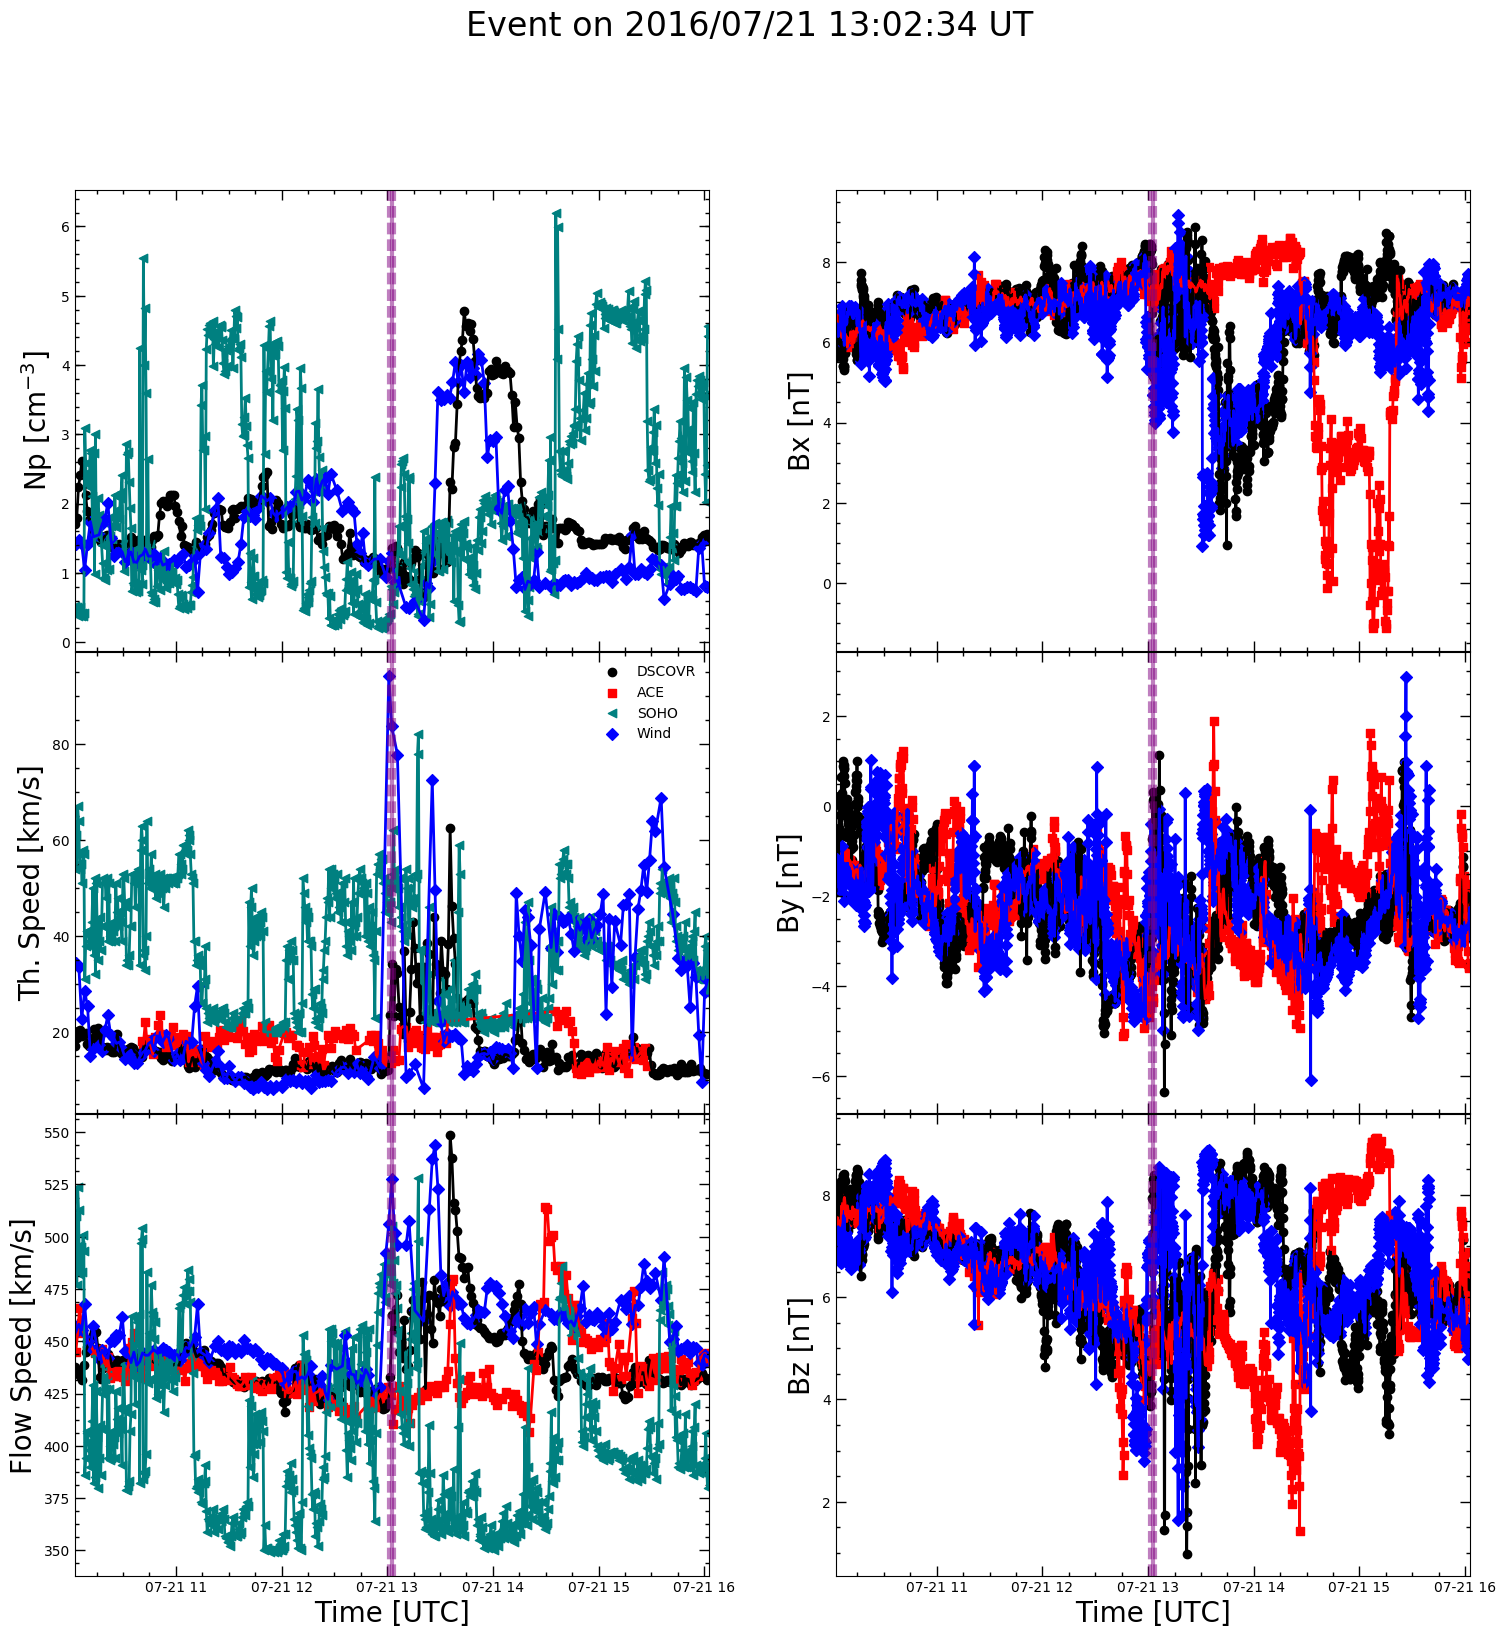 Event on 2016/07/21 13:02:34 UT
Np [cm⁻³]
6
5
4
3
2
1
0
Th. Speed [km/s]
80
60
40
20
DSCOVR
ACE
SOHO
Wind
Flow Speed [km/s]
550
525
500
475
450
425
400
375
350
07-21 11 07-21 12 07-21 13 07-21 14 07-21 15 07-21 16
Time [UTC]
Bx [nT]
8
6
4
2
0
By [nT]
2
0
−2
−4
−6
Bz [nT]
8
6
4
2
07-21 11 07-21 12 07-21 13 07-21 14 07-21 15 07-21 16
Time [UTC]